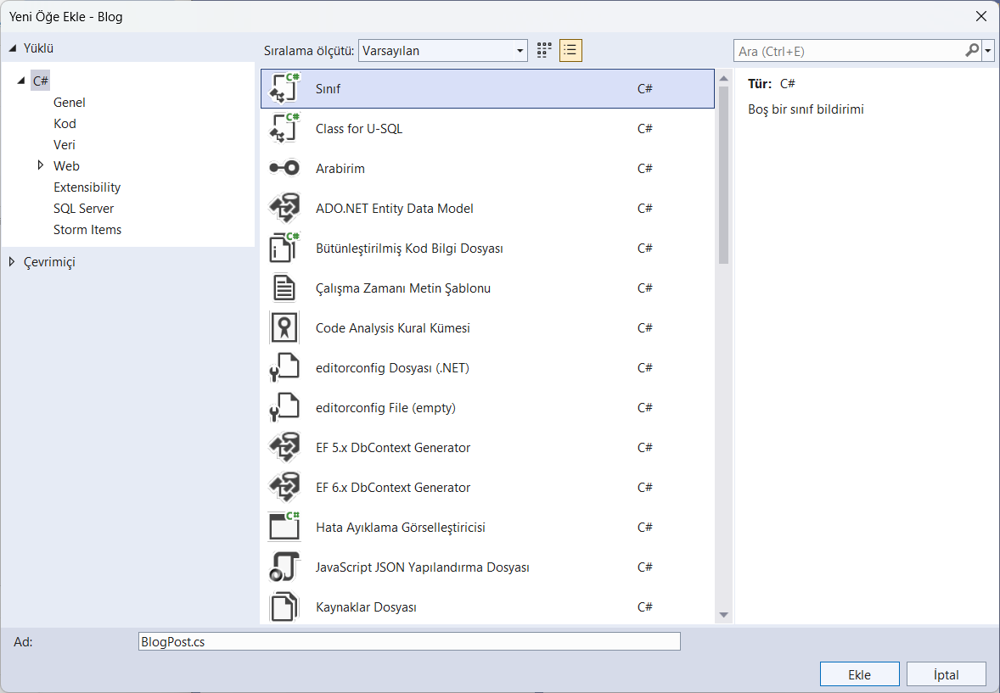 Yeni Öğe Ekle - Blog
Yüklü
Sıralama ölçütü: Varsayılan
Ara (Ctrl+E)
C#
Genel
Kod
Veri
Web
Extensibility
SQL Server
Storm Items
Çevrimiçi
Sınıf C#
Class for U-SQL C#
Arabirim C#
ADO.NET Entity Data Model C#
Bütünleştirilmiş Kod Bilgi Dosyası C#
Çalışma Zamanı Metin Şablonu C#
Code Analysis Kural Kümesi C#
editorconfig Dosyası (.NET) C#
editorconfig File (empty) C#
EF 5.x DbContext Generator C#
EF 6.x DbContext Generator C#
Hata Ayıklama Görselleştiricisi C#
JavaScript JSON Yapılandırma Dosyası C#
Kaynaklar Dosyası C#
Tür: C#
Boş bir sınıf bildirimi
Ad: BlogPost.cs
Ekle İptal